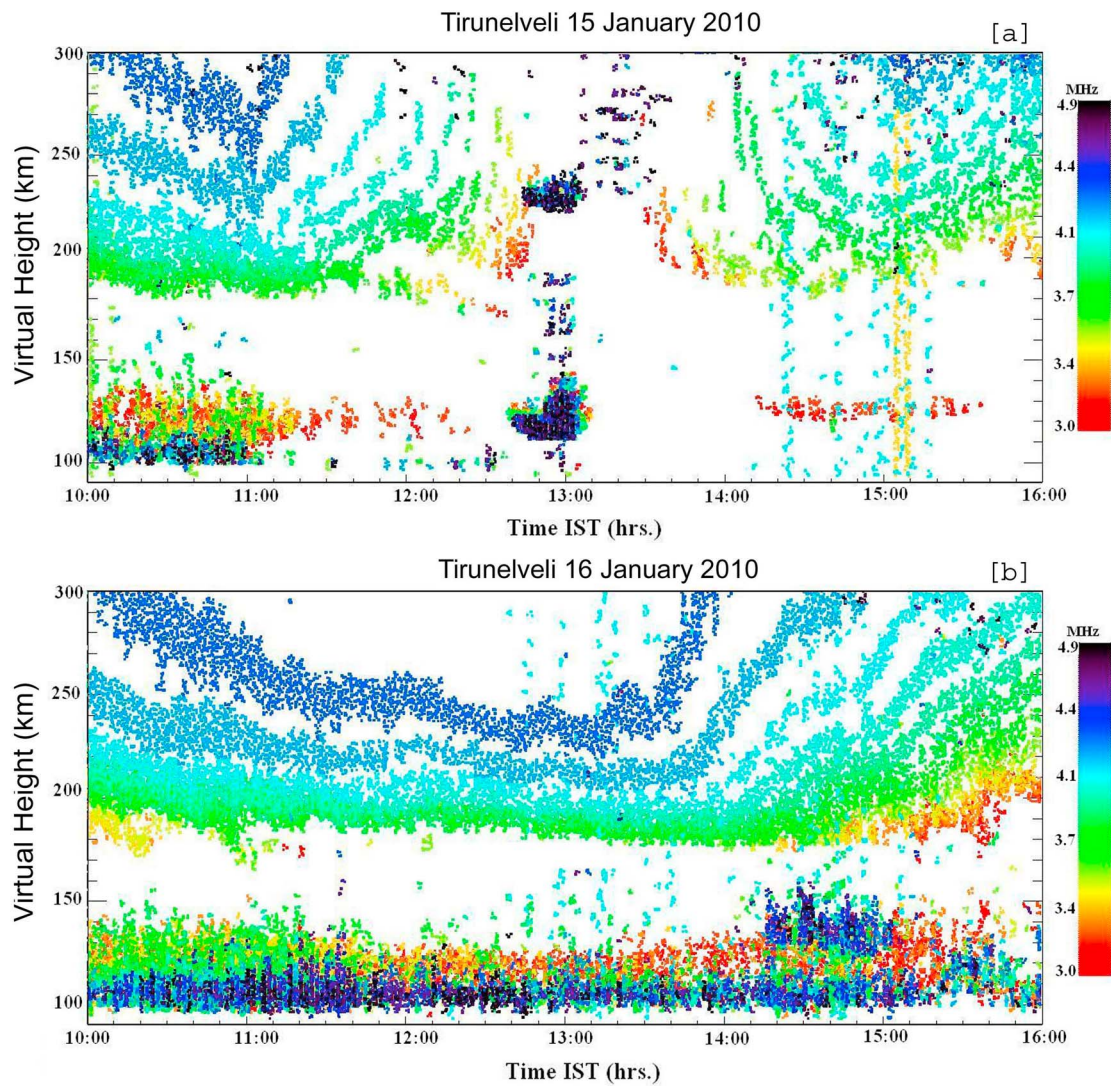 Tirunelveli 15 January 2010
[a]
300
250
200
150
100
Virtual Height (km)
10:00 11:00 12:00 13:00 14:00 15:00 16:00
Time IST (hrs.)
MHz
4.9
4.4
4.1
3.7
3.4
3.0
Tirunelveli 16 January 2010
[b]
300
250
200
150
100
Virtual Height (km)
10:00 11:00 12:00 13:00 14:00 15:00 16:00
Time IST (hrs.)
MHz
4.9
4.4
4.1
3.7
3.4
3.0